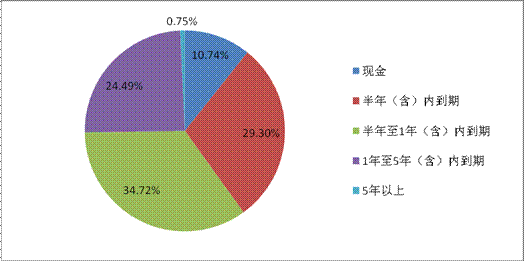 0.75%
10.74%
24.49%
29.30%
34.72%
现金
半年（含）内到期
半年至1年（含）内到期
1年至5年（含）内到期
5年以上